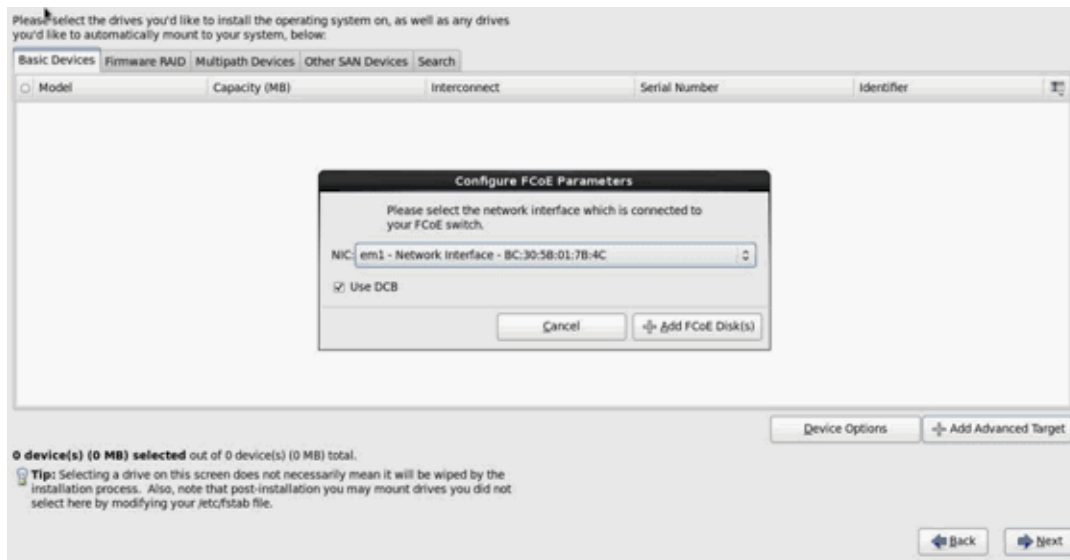 Please select the drives you'd like to install the operating system on, as well as any drives
you'd like to automatically mount to your system, below:
Basic Devices Firmware RAID Multipath Devices Other SAN Devices Search
Model Capacity (MB) Interconnect Serial Number Identifier
Configure FCoE Parameters
Please select the network interface which is connected to
your FCoE switch.
NIC: em1 - Network Interface - BC:30:5B:01:7B:4C
Use DCB
Cancel Add FCoE Disk(s)
Device Options Add Advanced Target
0 device(s) (0 MB) selected out of 0 device(s) (0 MB) total.
Tip: Selecting a drive on this screen does not necessarily mean it will be wiped by the
installation process. Also, note that post-installation you may mount drives you did not
select here by modifying your /etc/fstab file.
Back Next